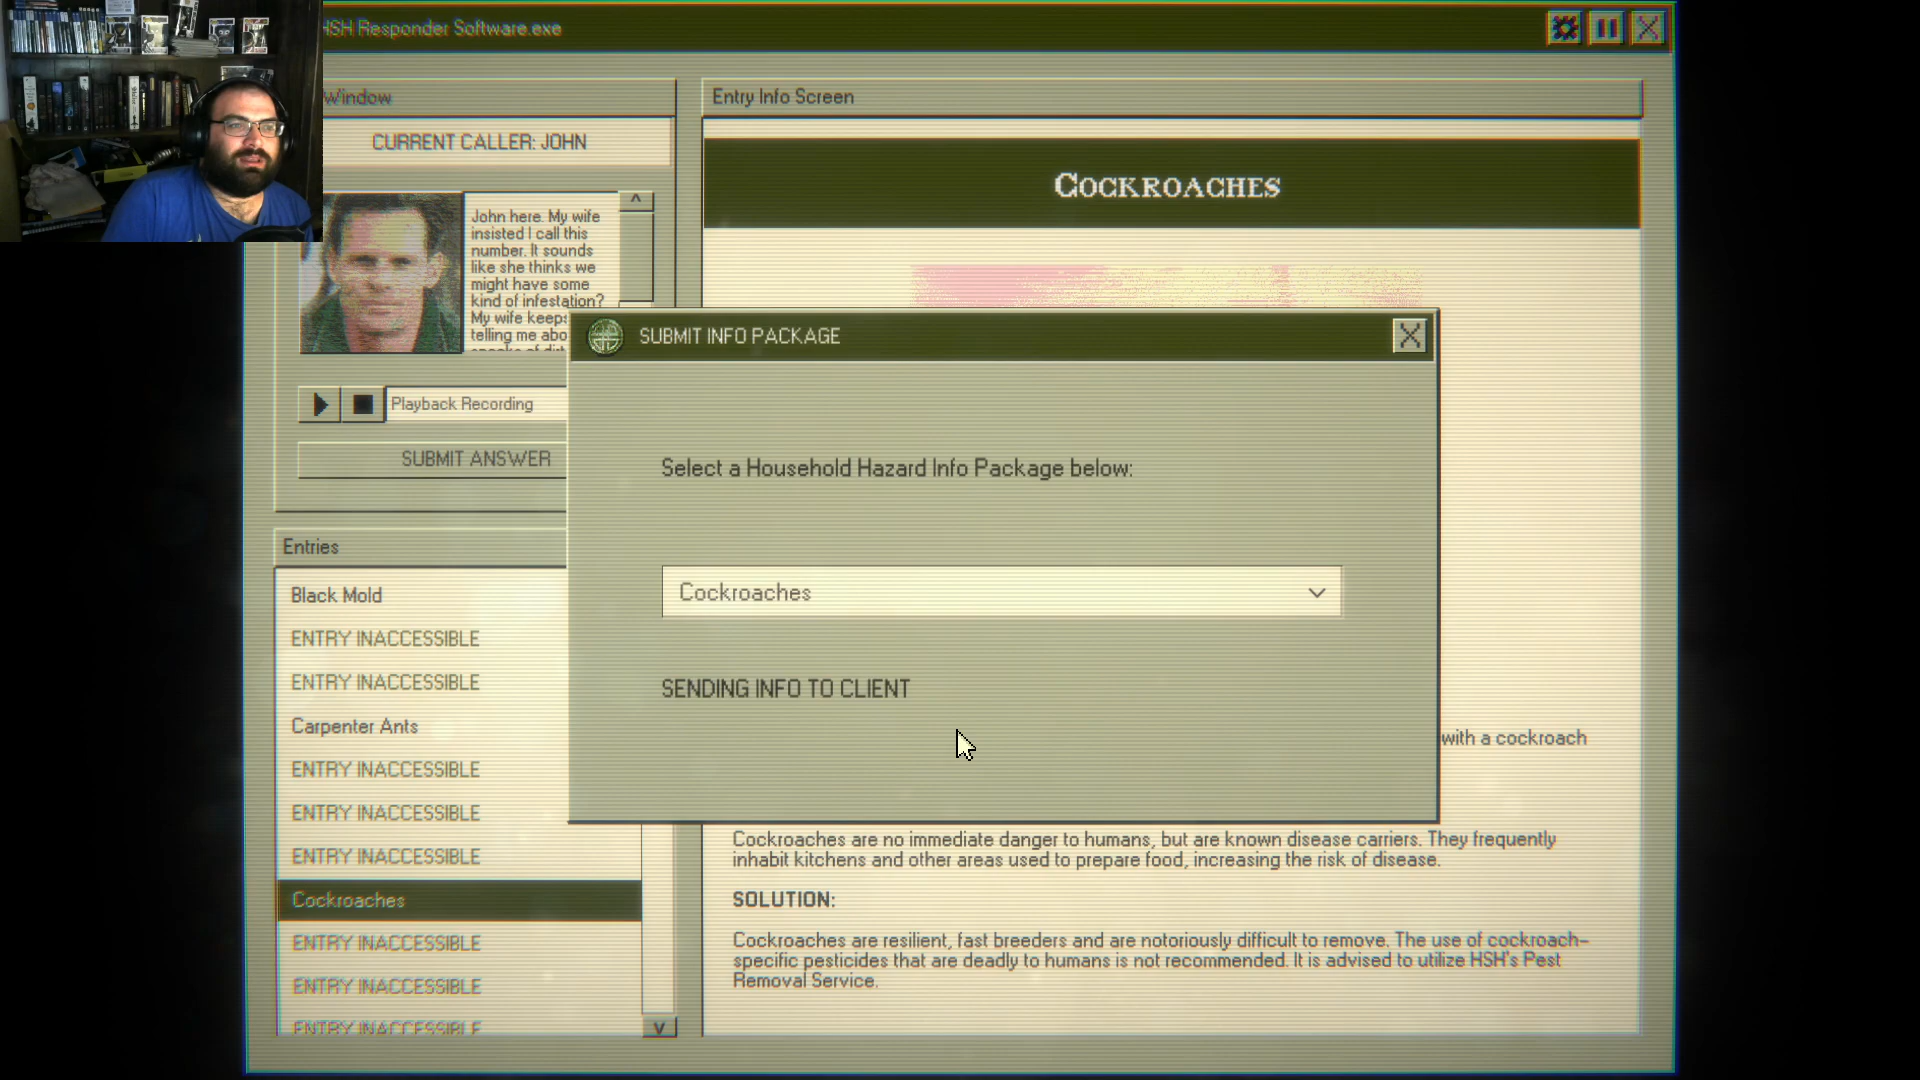 HSH Responder Software.exe
Window
CURRENT CALLER: JOHN
John here. My wife
insisted I call this
number. It sounds
like she thinks we
might have some
kind of infestation?
My wife keeps
telling me abo
Playback Recording
SUBMIT ANSWER
Entries
Black Mold
ENTRY INACCESSIBLE
ENTRY INACCESSIBLE
Carpenter Ants
ENTRY INACCESSIBLE
ENTRY INACCESSIBLE
ENTRY INACCESSIBLE
Cockroaches
ENTRY INACCESSIBLE
ENTRY INACCESSIBLE
ENTRY INACCESSIBLE
Entry Info Screen
COCKROACHES
SUBMIT INFO PACKAGE
Select a Household Hazard Info Package below:
Cockroaches
SENDING INFO TO CLIENT
with a cockroach
Cockroaches are no immediate danger to humans, but are known disease carriers. They frequently
inhabit kitchens and other areas used to prepare food, increasing the risk of disease.
SOLUTION:
Cockroaches are resilient, fast breeders and are notoriously difficult to remove. The use of cockroach-
specific pesticides that are deadly to humans is not recommended. It is advised to utilize HSH's Pest
Removal Service.